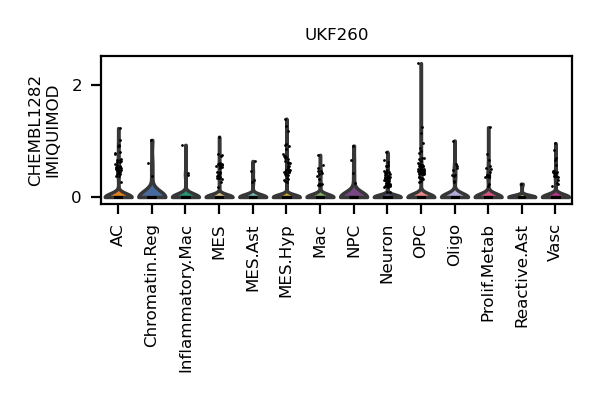 UKF260
CHEMBL1282
IMIQUIMOD
2
0
AC
Chromatin.Reg
Inflammatory.Mac
MES
MES.Ast
MES.Hyp
Mac
NPC
Neuron
OPC
Oligo
Prolif.Metab
Reactive.Ast
Vasc